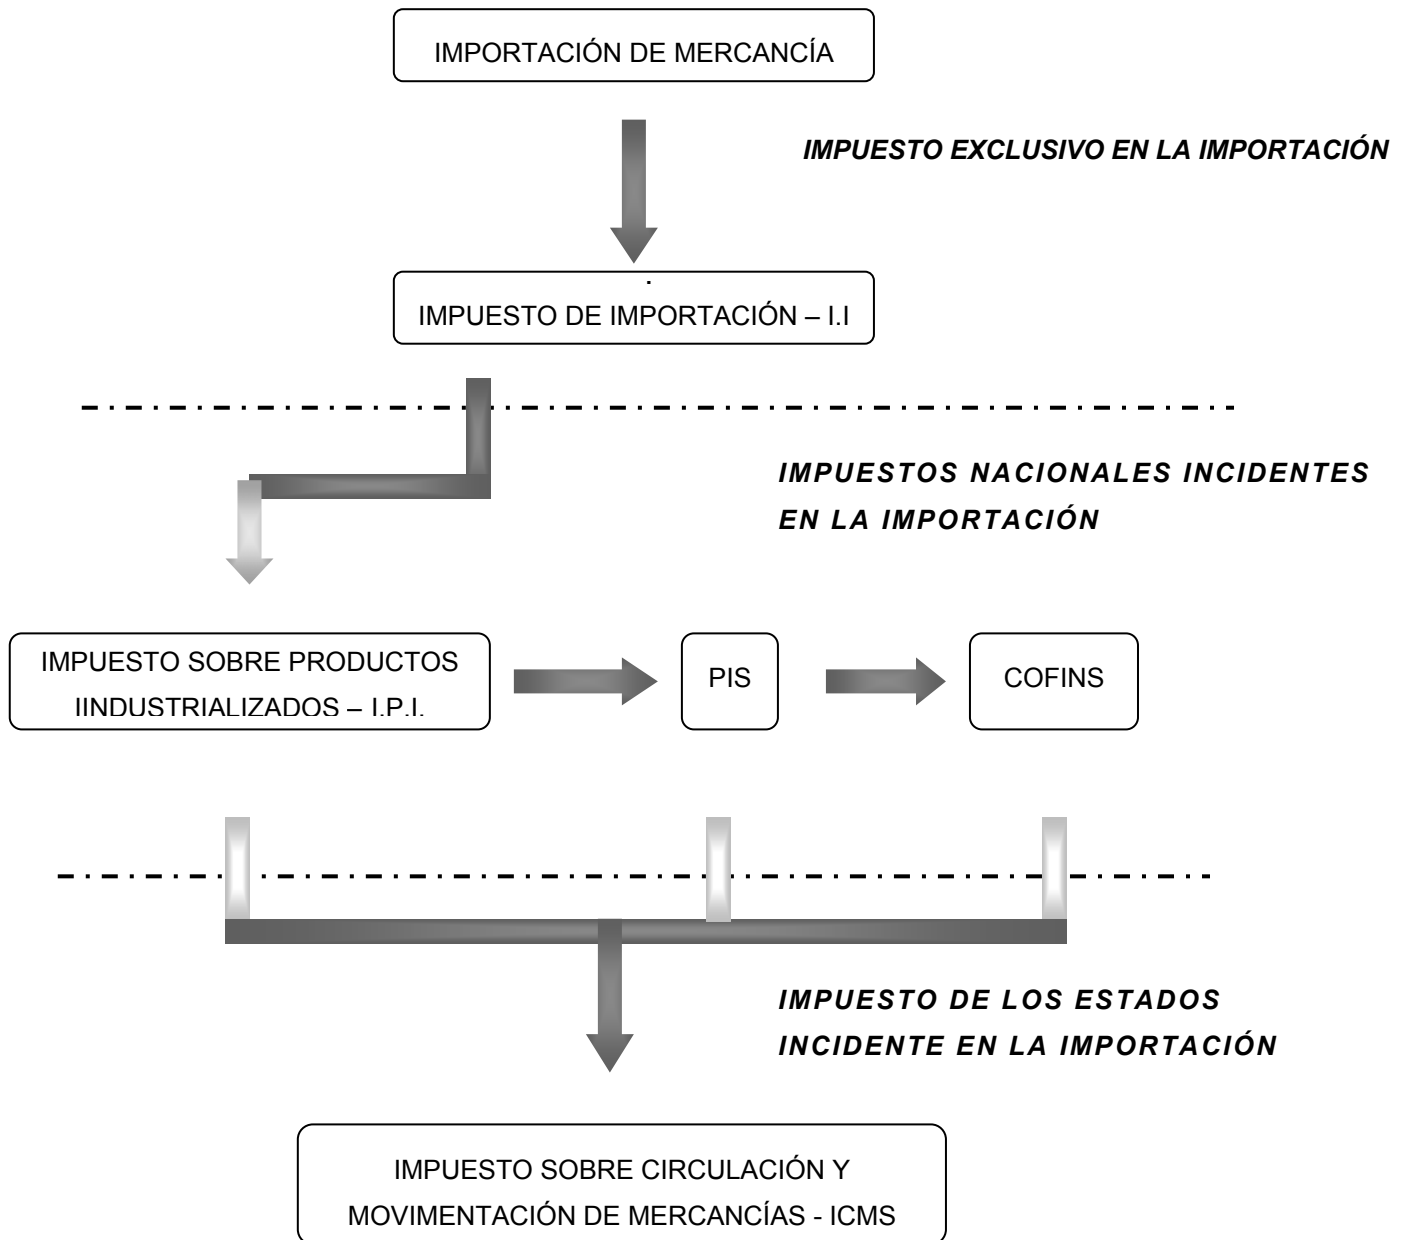 IMPORTACIÓN DE MERCANCÍA
IMPUESTO EXCLUSIVO EN LA IMPORTACIÓN
.
IMPUESTO DE IMPORTACIÓN – I.I
IMPUESTOS NACIONALES INCIDENTES
EN LA IMPORTACIÓN
IMPUESTO SOBRE PRODUCTOS
IINDUSTRIALIZADOS – I.P.I.
PIS
COFINS
IMPUESTO DE LOS ESTADOS
INCIDENTE EN LA IMPORTACIÓN
IMPUESTO SOBRE CIRCULACIÓN Y
MOVIMENTACIÓN DE MERCANCÍAS - ICMS